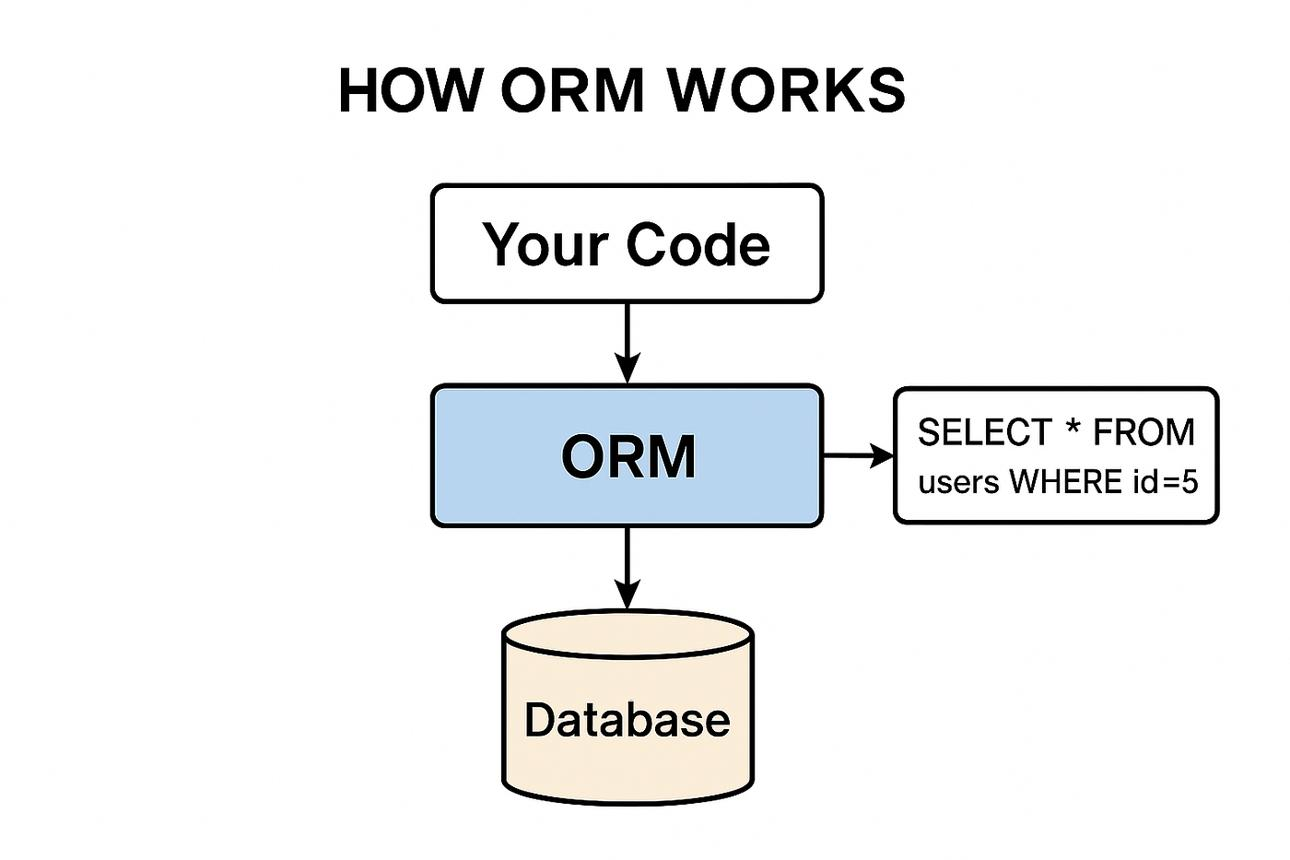 HOW ORM WORKS
Your Code
ORM
SELECT * FROM
users WHERE id=5
Database